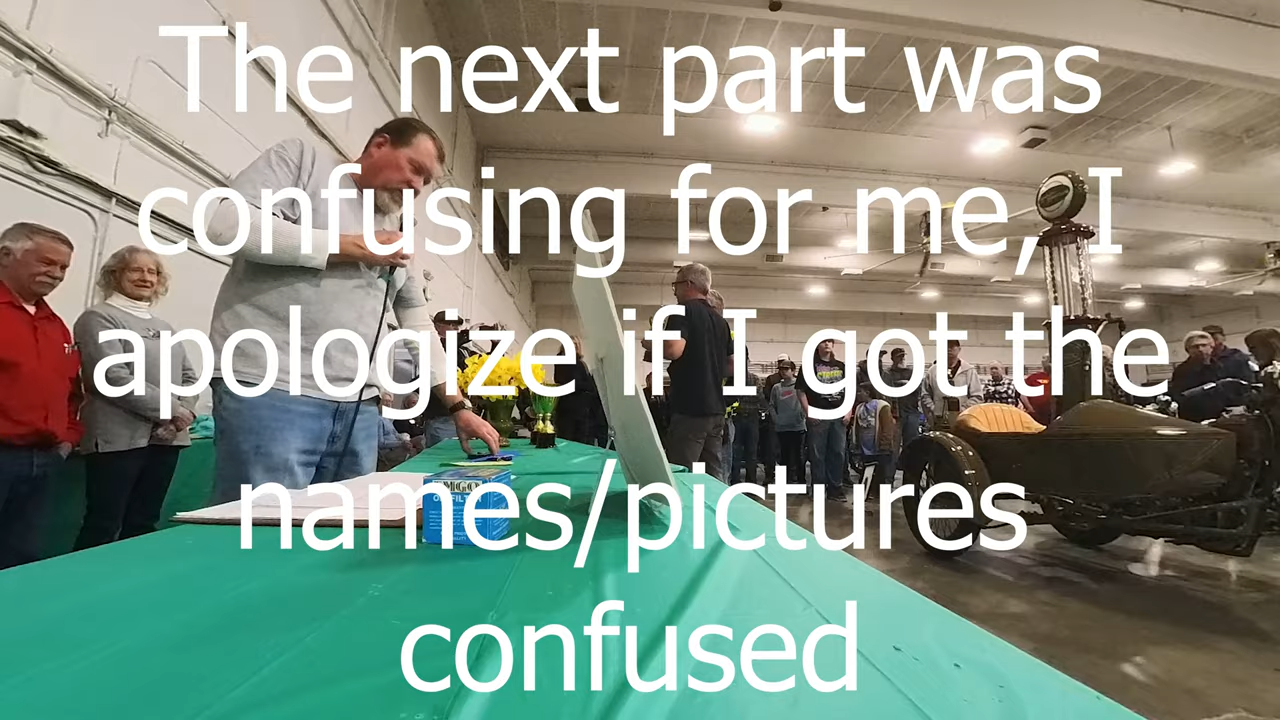 The next part was
confusing for me, I
apologize if I got the
names/pictures
confused